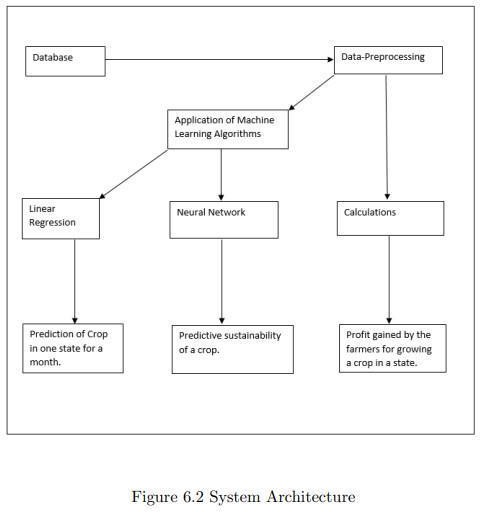 Database
Data-Preprocessing
Application of Machine
Learning Algorithms
Linear
Regression
Neural Network
Calculations
Prediction of Crop
in one state for a
month.
Predictive sustainability
of a crop.
Profit gained by the
farmers for growing
a crop in a state.
Figure 6.2 System Architecture